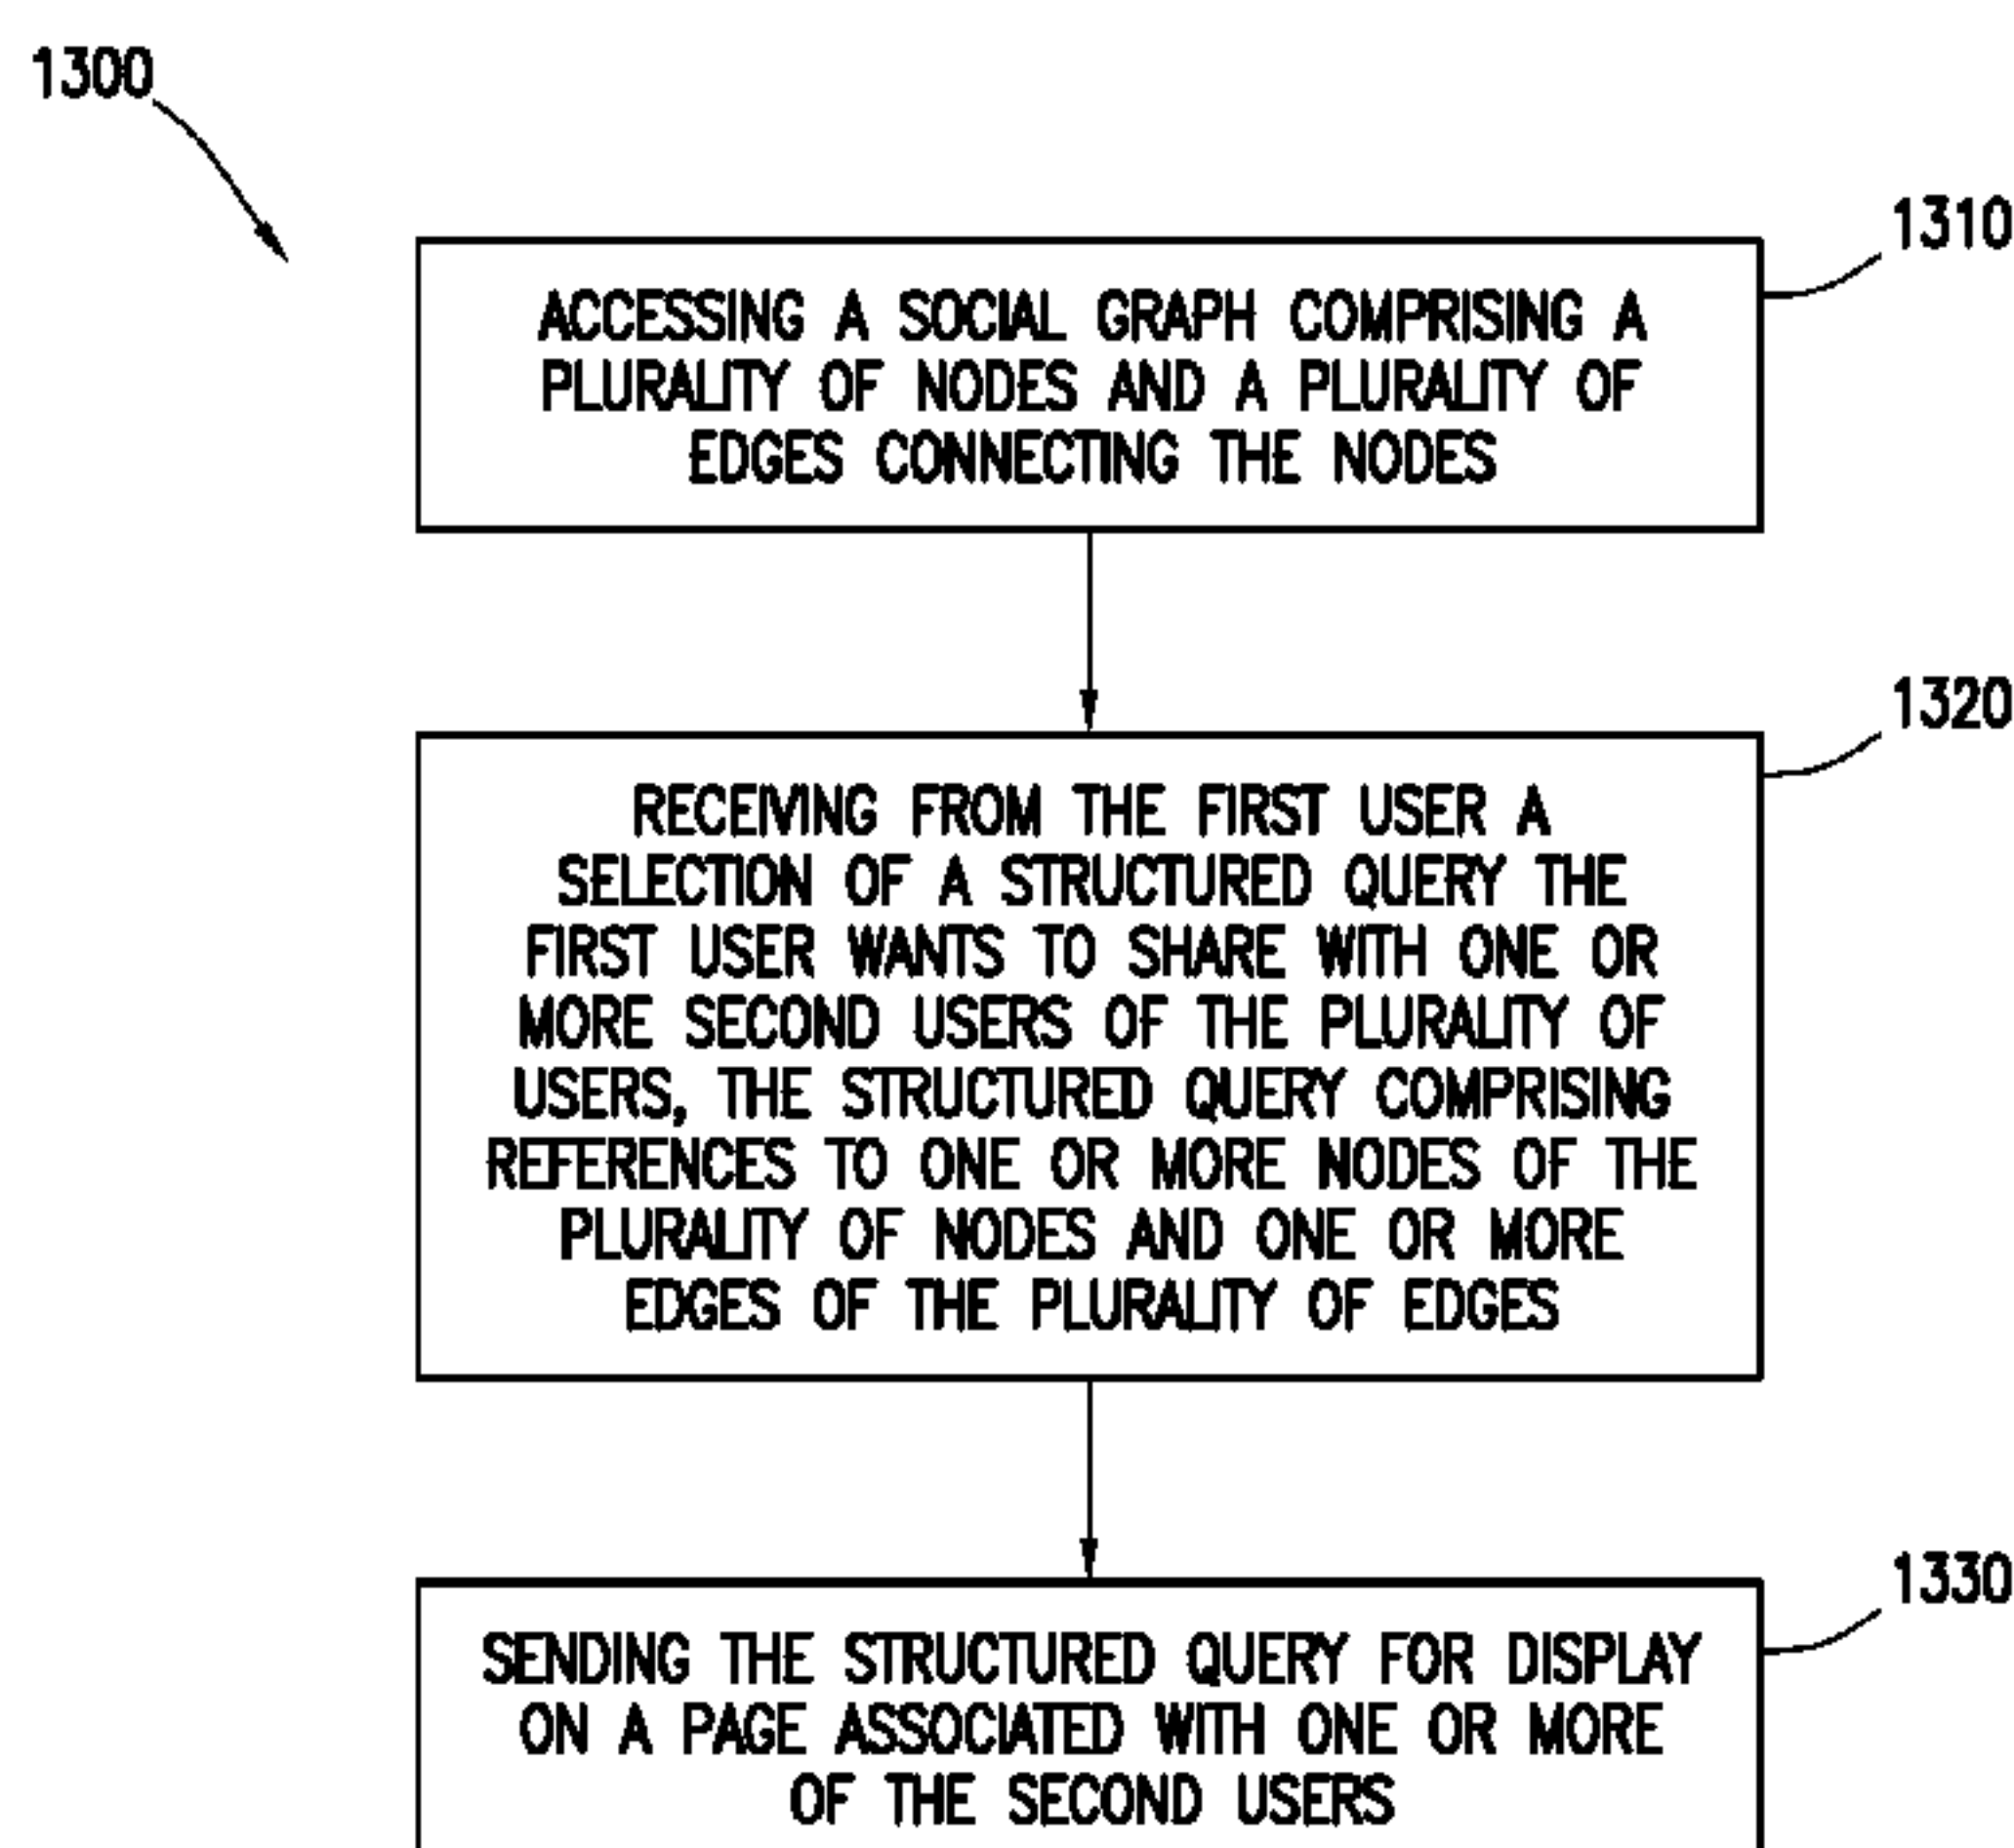 1300
1310
ACCESSING A SOCIAL GRAPH COMPRISING A
PLURALITY OF NODES AND A PLURALITY OF
EDGES CONNECTING THE NODES
1320
RECEIVING FROM THE FIRST USER A
SELECTION OF A STRUCTURED QUERY THE
FIRST USER WANTS TO SHARE WITH ONE OR
MORE SECOND USERS OF THE PLURALITY OF
USERS, THE STRUCTURED QUERY COMPRISING
REFERENCES TO ONE OR MORE NODES OF THE
PLURALITY OF NODES AND ONE OR MORE
EDGES OF THE PLURALITY OF EDGES
1330
SENDING THE STRUCTURED QUERY FOR DISPLAY
ON A PAGE ASSOCIATED WITH ONE OR MORE
OF THE SECOND USERS